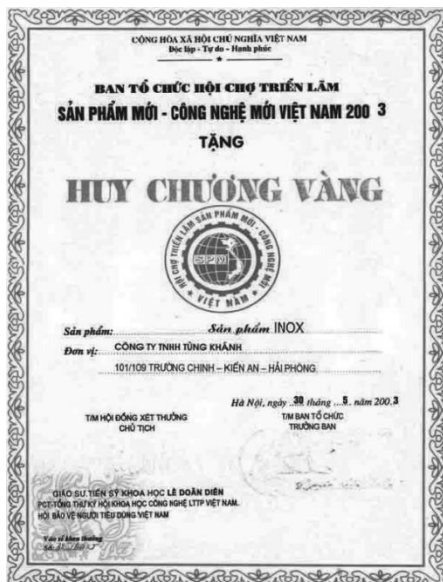 CỘNG HÒA XÃ HỘI CHỦ NGHĨA VIỆT NAM
Độc lập - Tự do - Hạnh phúc
BAN TỔ CHỨC HỘI CHỢ TRIỂN LÃM
SẢN PHẨM MỚI - CÔNG NGHỆ MỚI VIỆT NAM 200 3
TẶNG
HUY CHƯƠNG VÀNG
HỘI CHỢ TRIỂN LÃM SẢN PHẨM MỚI - CÔNG NGHỆ MỚI
SPM
VIỆT NAM
Sản phẩm: Sản phẩm INOX
Đơn vị: CÔNG TY TNHH TÙNG KHÁNH
101/109 TRƯỜNG CHINH – KIẾN AN – HẢI PHÒNG
Hà Nội, ngày 30 tháng 5 năm 200.3
T/M HỘI ĐỒNG XÉT THƯỞNG
CHỦ TỊCH
T/M BAN TỔ CHỨC
TRƯỞNG BAN
GIÁO SƯ TIẾN SỸ KHOA HỌC LÊ DOÃN DIÊN
PCT-TỔNG THƯ KÝ HỘI KHOA HỌC CÔNG NGHỆ LTTP VIỆT NAM.
HỘI BẢO VỆ NGƯỜI TIÊU DÙNG VIỆT NAM
Vào sổ khen thưởng
Số: